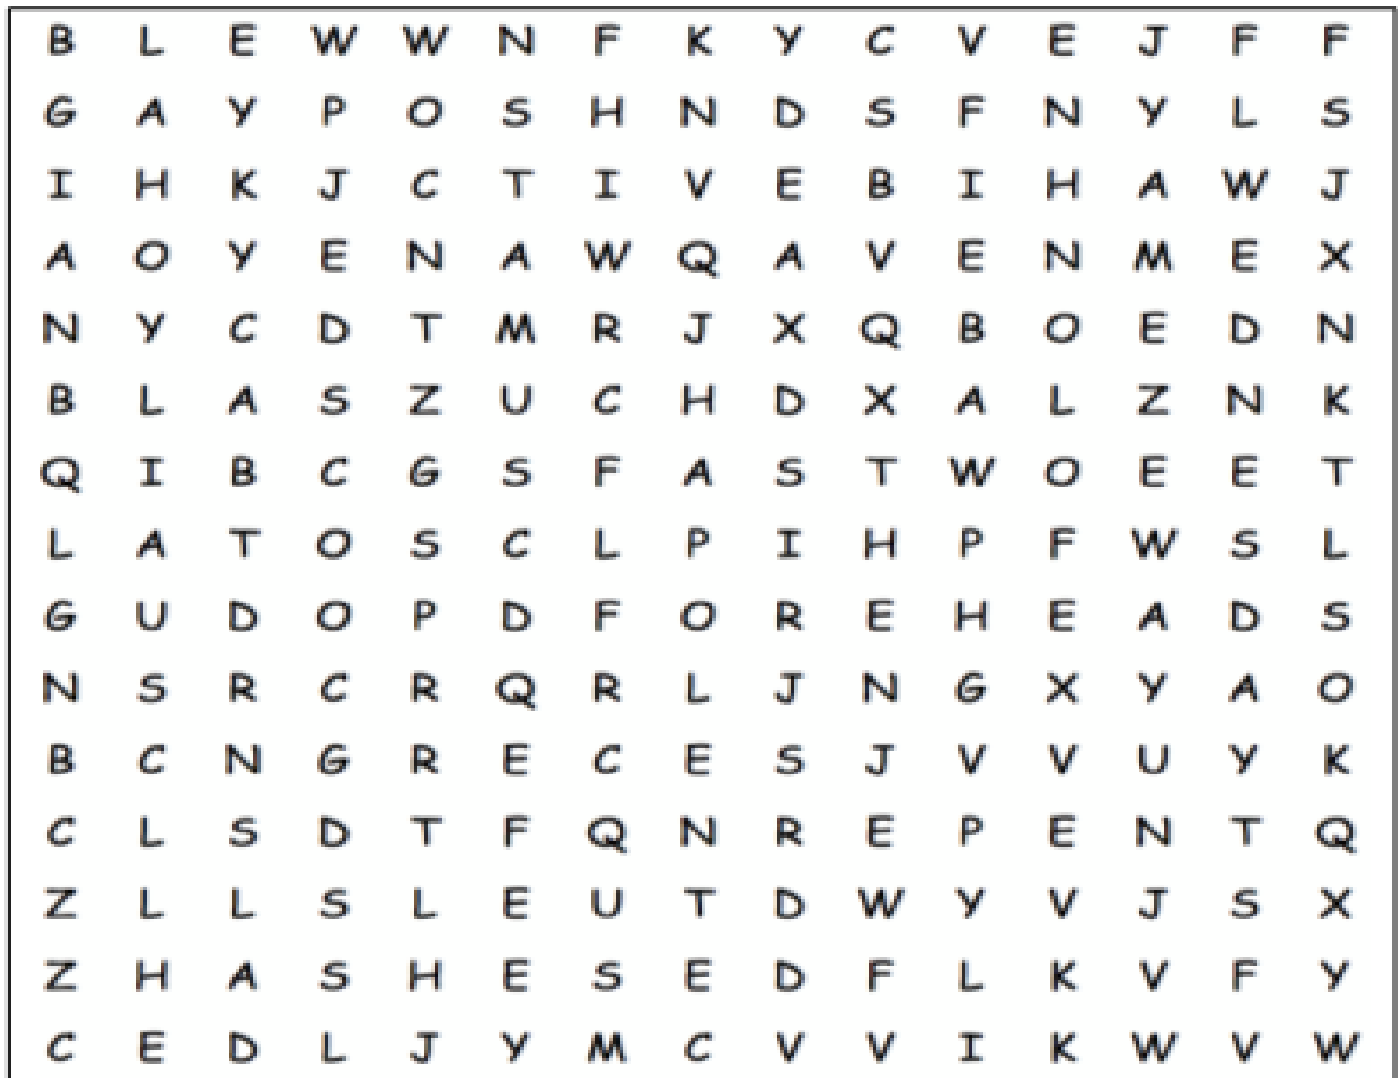 B L E W W N F K Y C V E J F F
G A Y P O S H N D S F N Y L S
I H K J C T I V E B I H A W J
A O Y E N A W Q A V E N M E X
N Y C D T M R J X Q B O E D N
B L A S Z U C H D X A L Z N K
Q I B C G S F A S T W O E E T
L A T O S C L P I H P F W S L
G U D O P D F O R E H E A D S
N S R C R Q R L J N G X Y A O
B C N G R E C E S J V V U Y K
C L S D T F Q N R E P E N T Q
Z L L S L E U T D W Y V J S X
Z H A S H E S E D F L K V F Y
C E D L J Y M C V V I K W V W